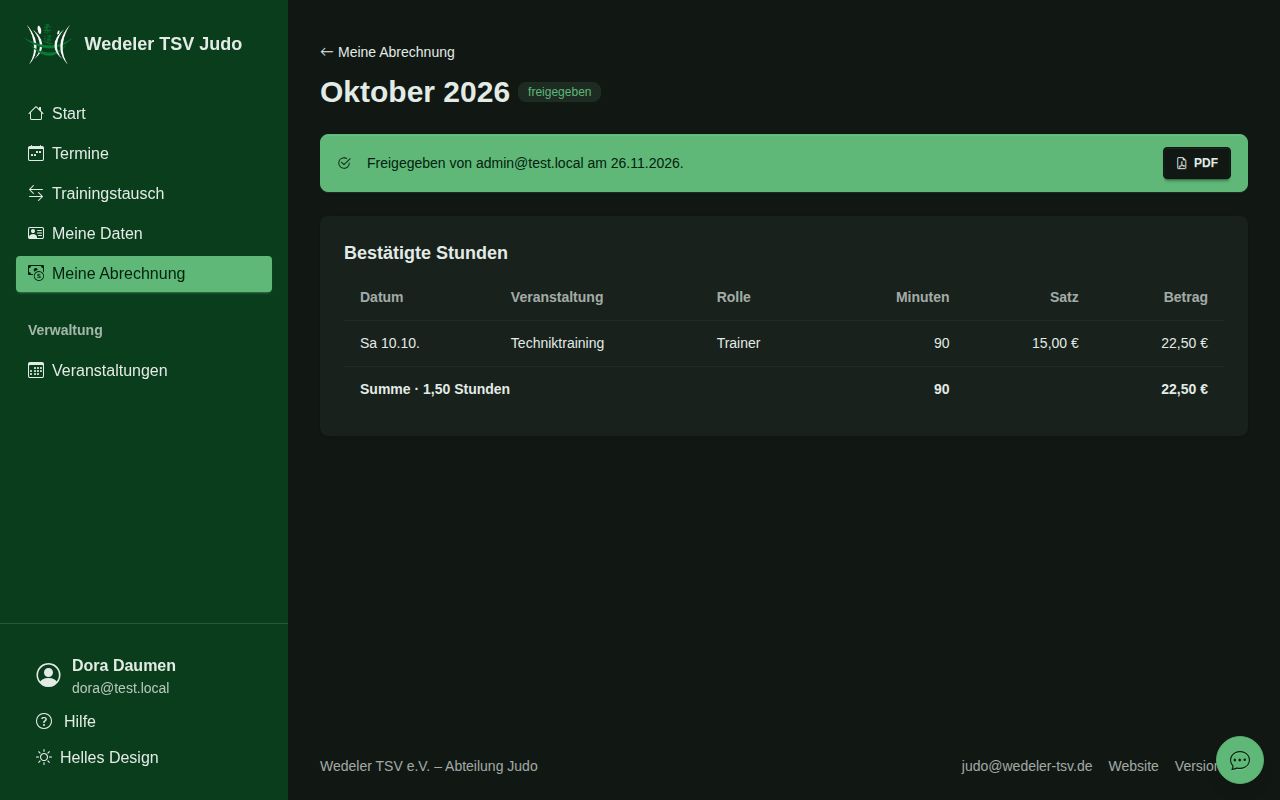 Wedeler TSV Judo
Start
Termine
Trainingstausch
Meine Daten
Meine Abrechnung
Verwaltung
Veranstaltungen
Dora Daumen
dora@test.local
Hilfe
Helles Design
← Meine Abrechnung
Oktober 2026 freigegeben
Freigegeben von admin@test.local am 26.11.2026. PDF
Bestätigte Stunden
Datum Veranstaltung Rolle Minuten Satz Betrag
Sa 10.10. Techniktraining Trainer 90 15,00 € 22,50 €
Summe · 1,50 Stunden 90 22,50 €
Wedeler TSV e.V. – Abteilung Judo judo@wedeler-tsv.de Website